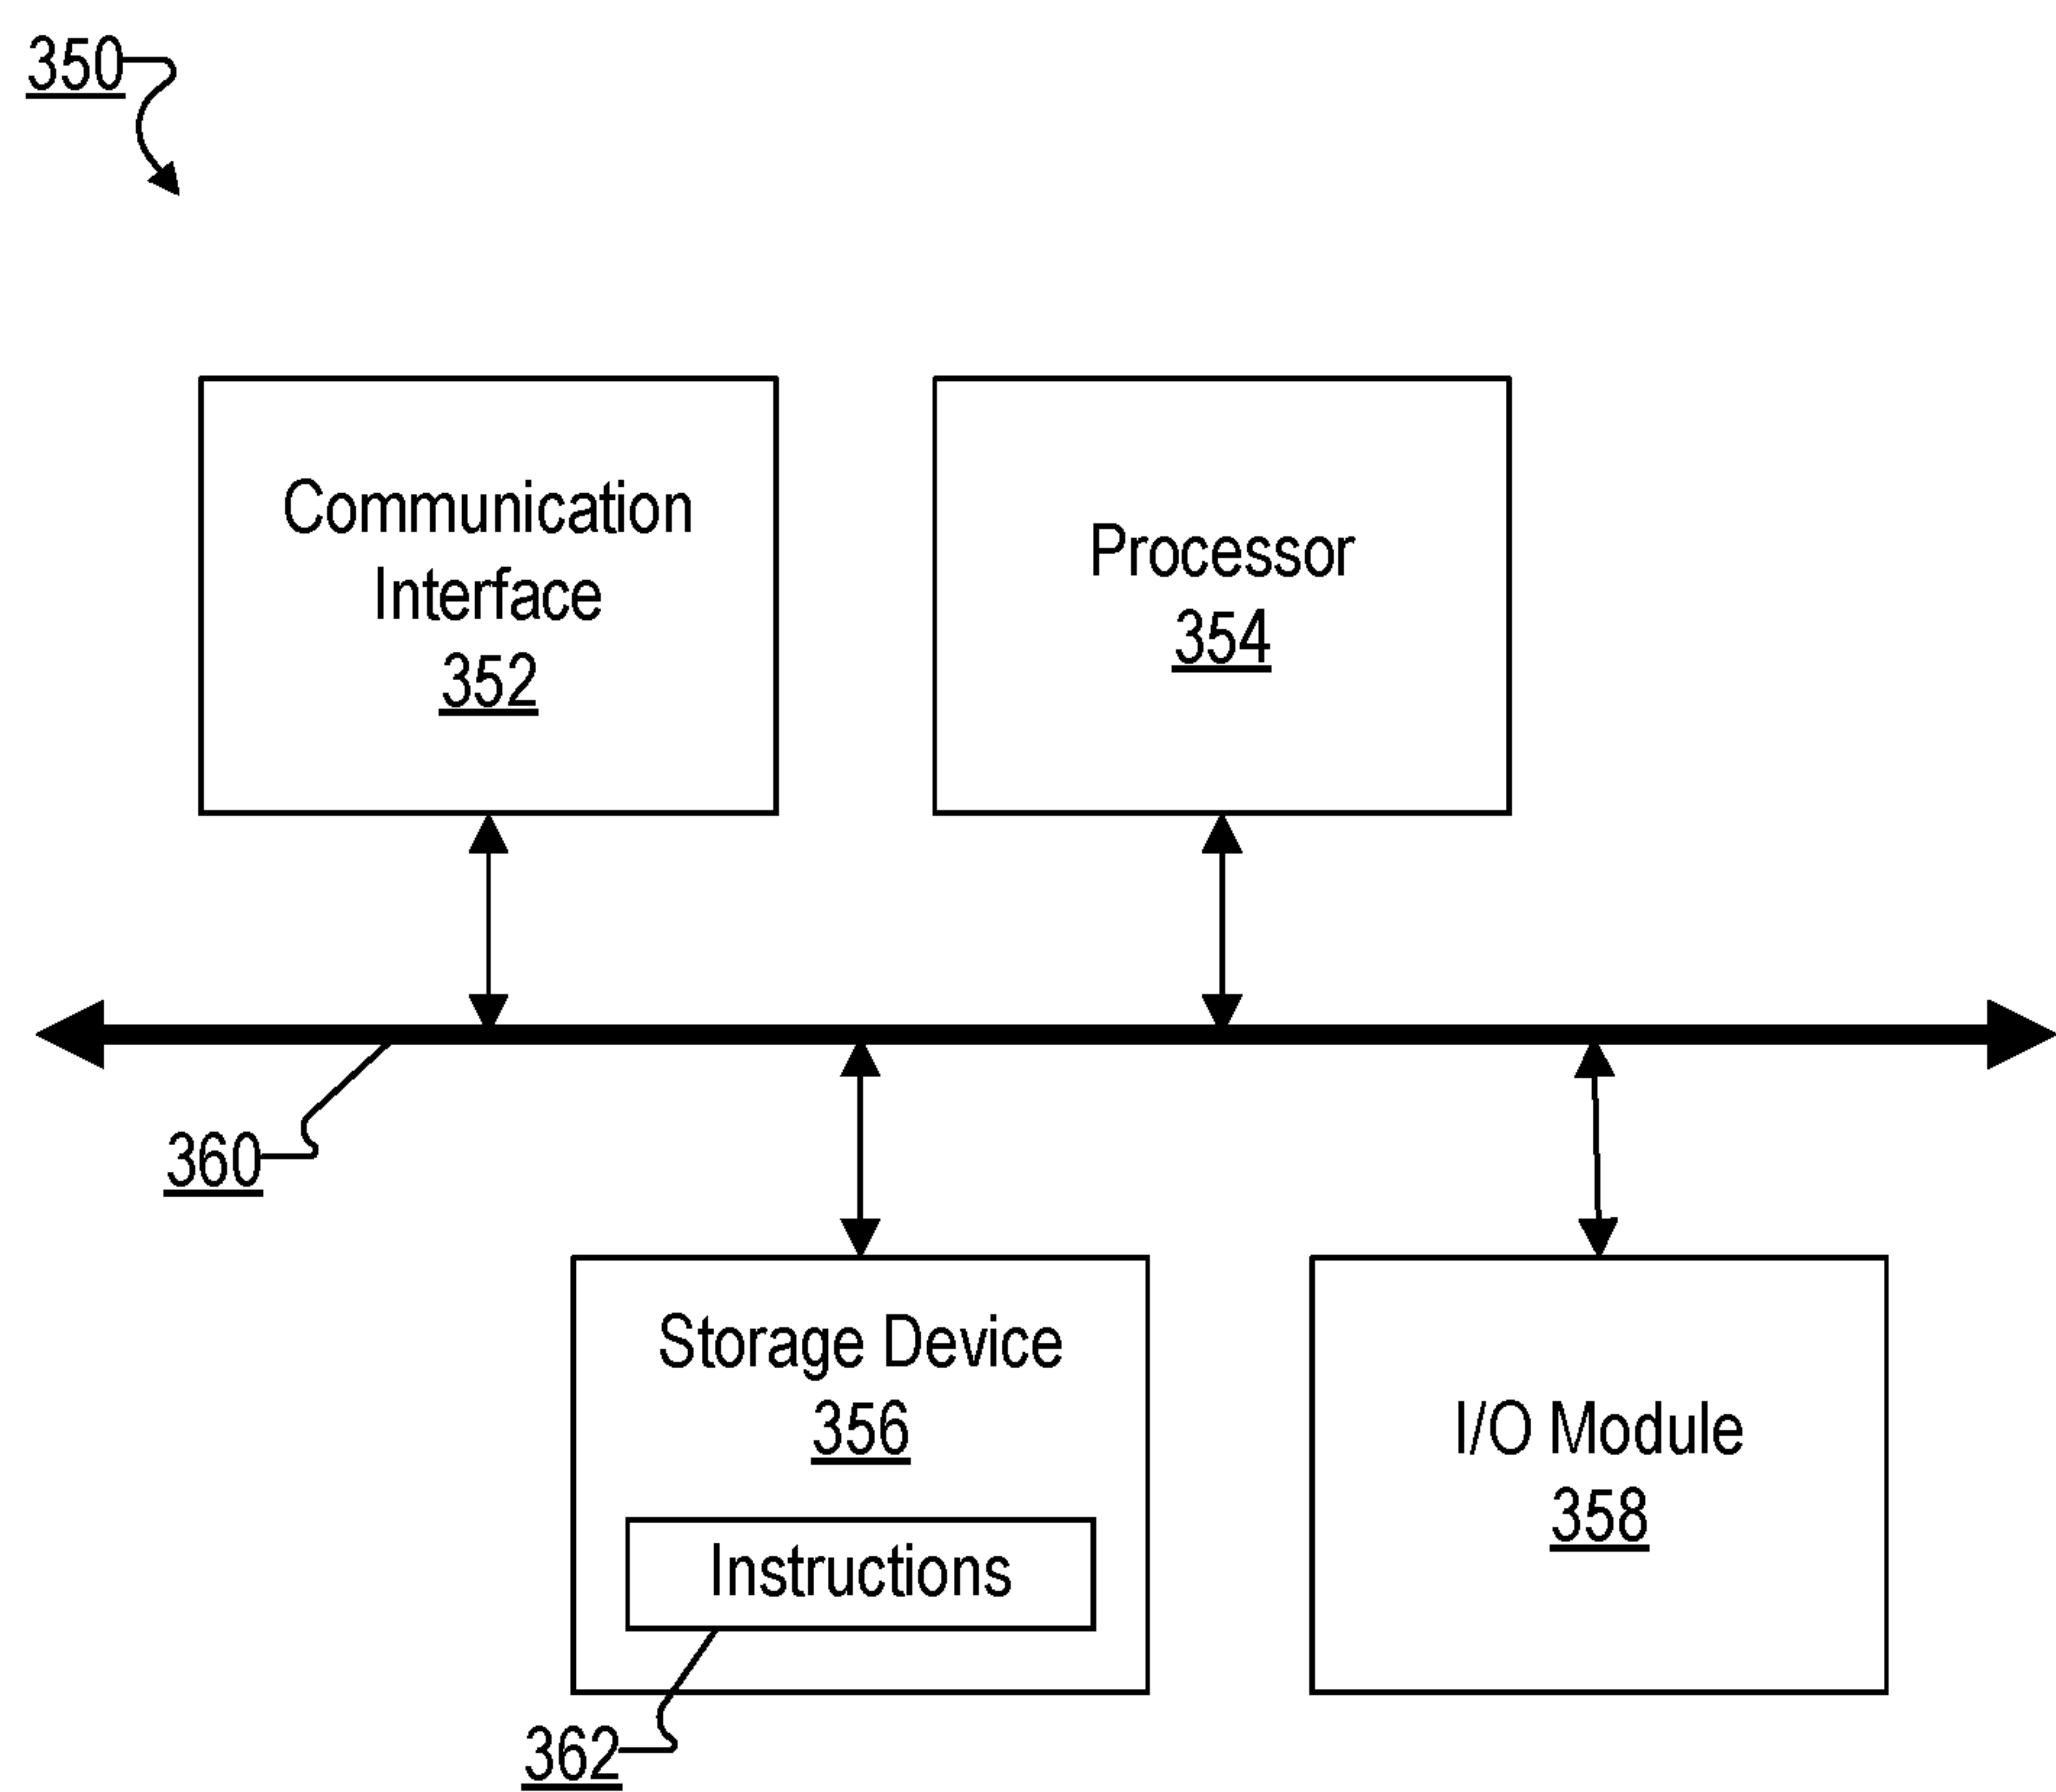 350
Communication
Interface
352
Processor
354
360
Storage Device
356
Instructions
I/O Module
358
362